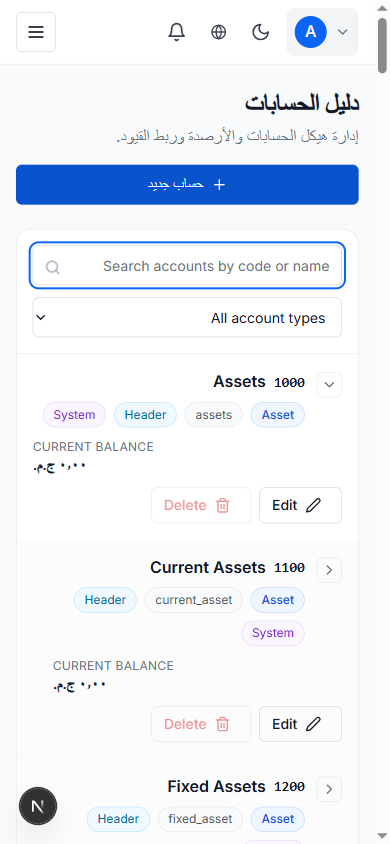 A
دليل الحسابات
إدارة هيكل الحسابات والأرصدة وربط القيود.
حساب جديد
Search accounts by code or name
All account types
Assets 1000
System Header assets Asset
CURRENT BALANCE
٠٫٠٠ ج.م.
Delete Edit
Current Assets 1100
Header current_asset Asset
System
CURRENT BALANCE
٠٫٠٠ ج.م.
Delete Edit
Fixed Assets 1200
Header fixed_asset Asset
N